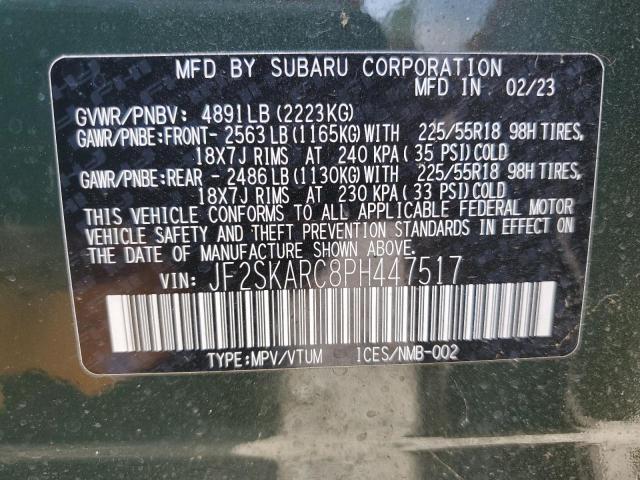 MFD BY SUBARU CORPORATION
MFD IN 02/23
GVWR/PNBV: 4891LB (2223KG)
GAWR/PNBE:FRONT- 2563LB (1165KG)WITH 225/55R18 98H TIRES,
18X7J RIMS AT 240 KPA( 35 PSI)COLD
GAWR/PNBE:REAR - 2486LB (1130KG)WITH 225/55R18 98H TIRES,
18X7J RIMS AT 230 KPA( 33 PSI)COLD
THIS VEHICLE CONFORMS TO ALL APPLICABLE FEDERAL MOTOR
VEHICLE SAFETY AND THEFT PREVENTION STANDARDS IN EFFECT ON
THE DATE OF MANUFACTURE SHOWN ABOVE.
VIN: JF2SKARC8PH447517
TYPE:MPV/VTUM ICES/NMB-002